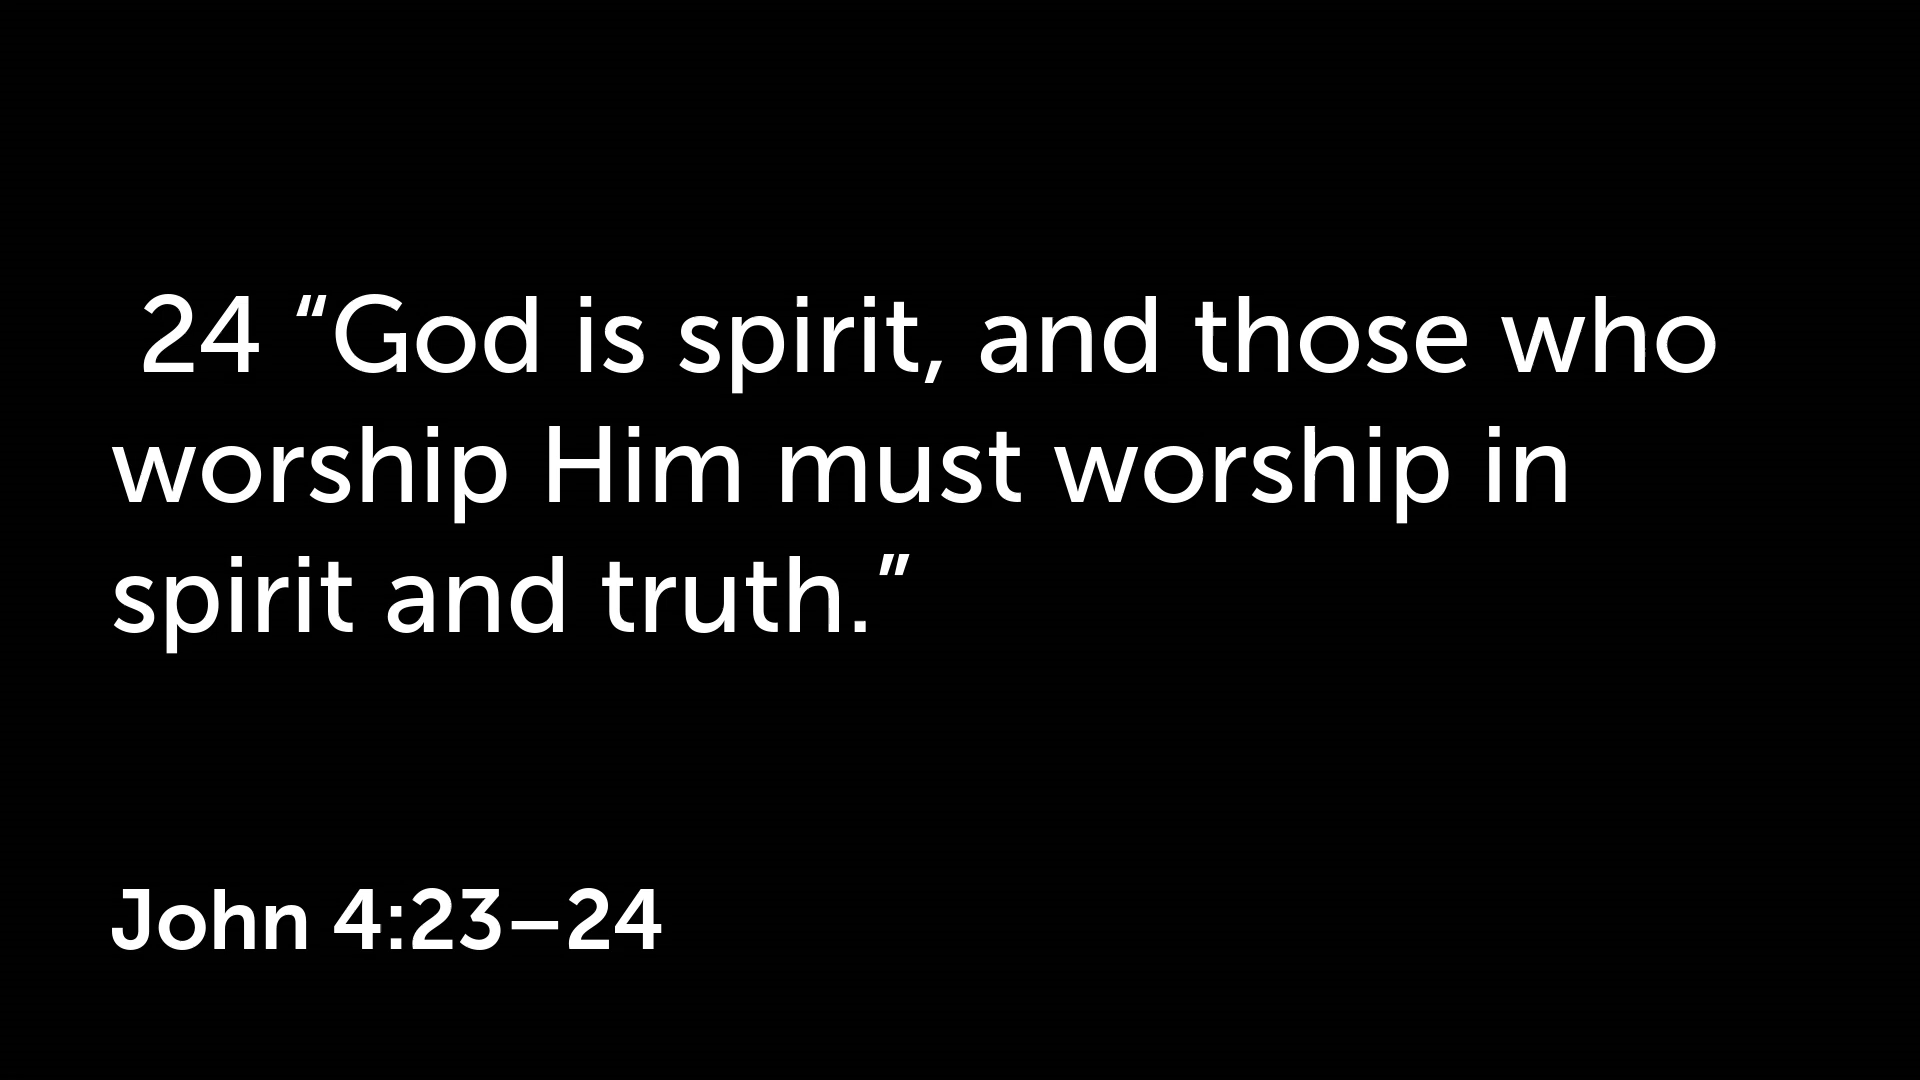 24 “God is spirit, and those who
worship Him must worship in
spirit and truth.”
John 4:23–24